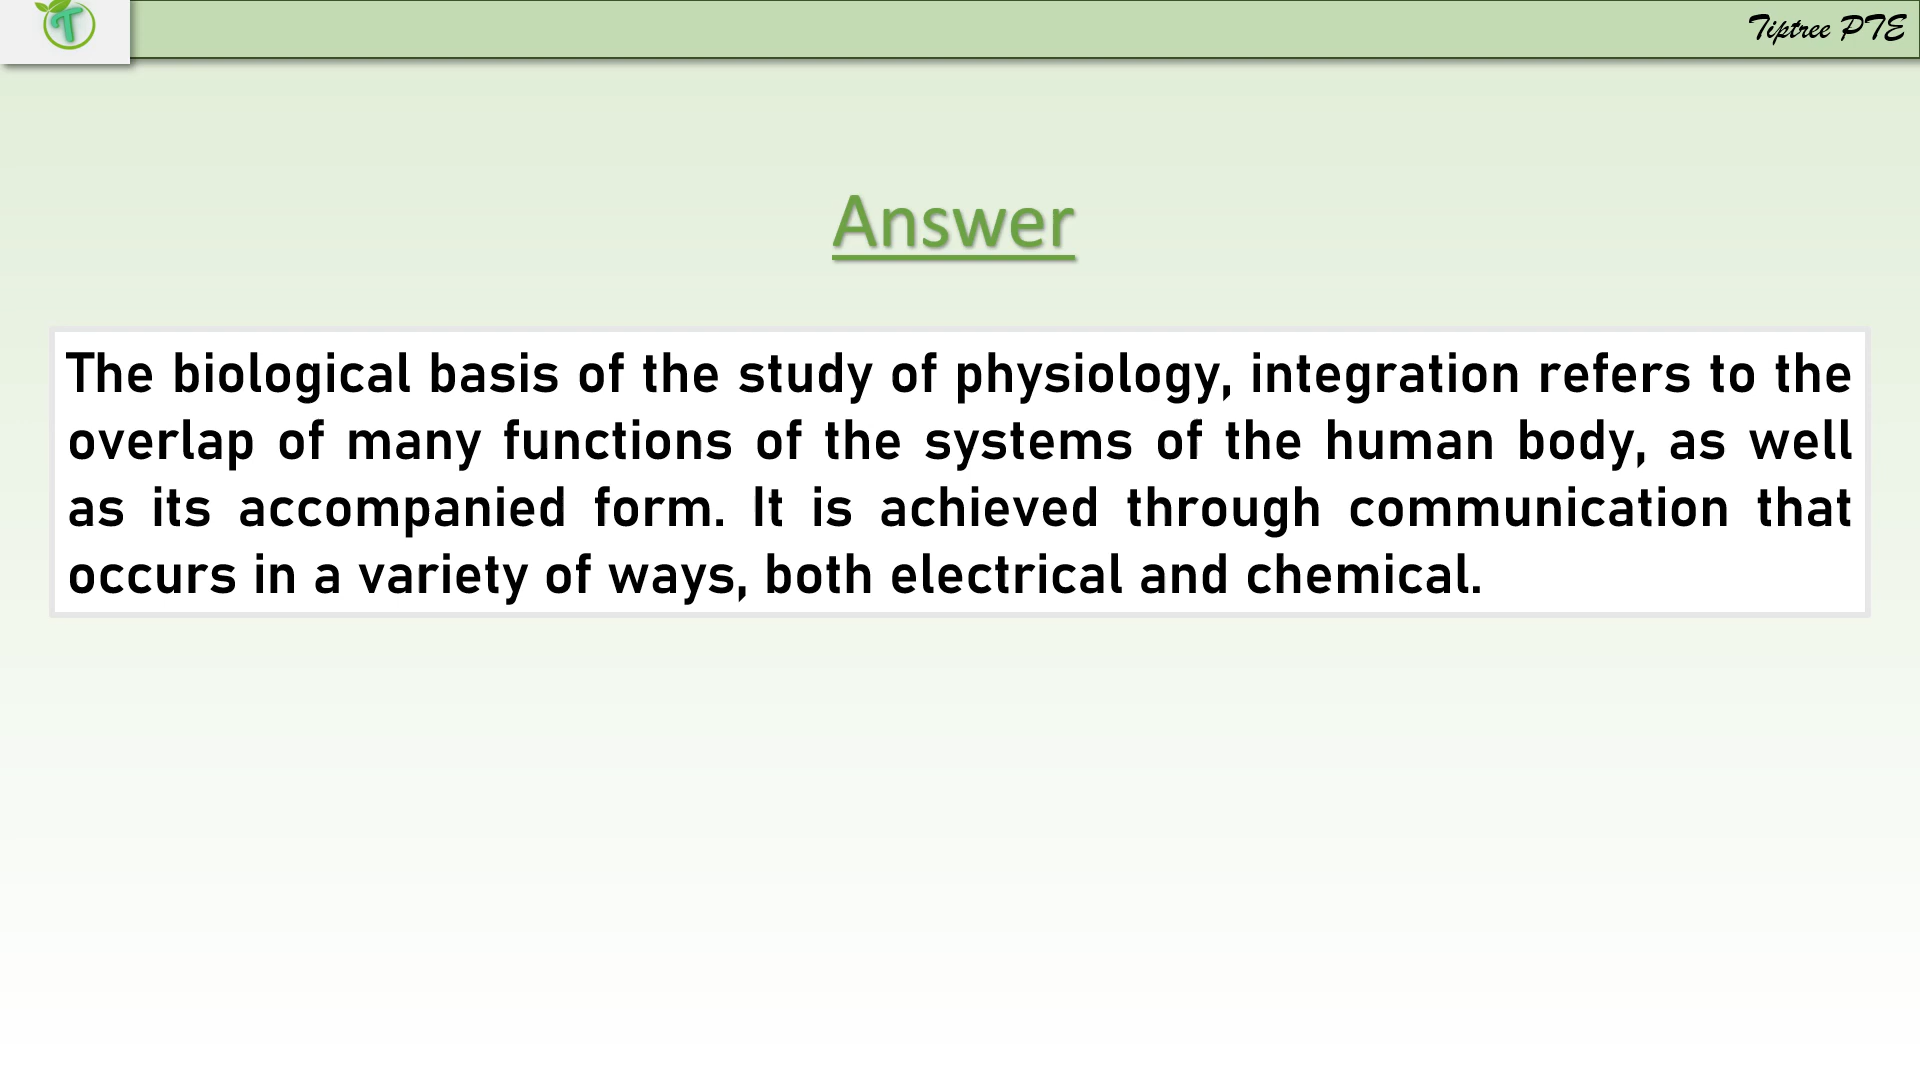 T
Tiptree PTE
Answer
The biological basis of the study of physiology, integration refers to the
overlap of many functions of the systems of the human body, as well
as its accompanied form. It is achieved through communication that
occurs in a variety of ways, both electrical and chemical.